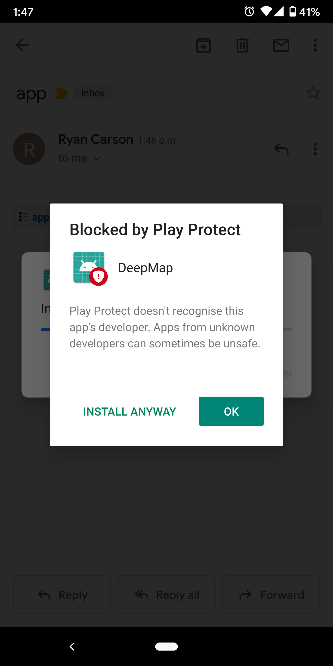 1:47
41%
app
Inbox
Ryan Carson 1:46 p.m.
to me
R
app
Blocked by Play Protect
DeepMap
In
Play Protect doesn't recognise this
app's developer. Apps from unknown
developers can sometimes be unsafe.
INSTALL ANYWAY
OK
Reply
Reply all
Forward